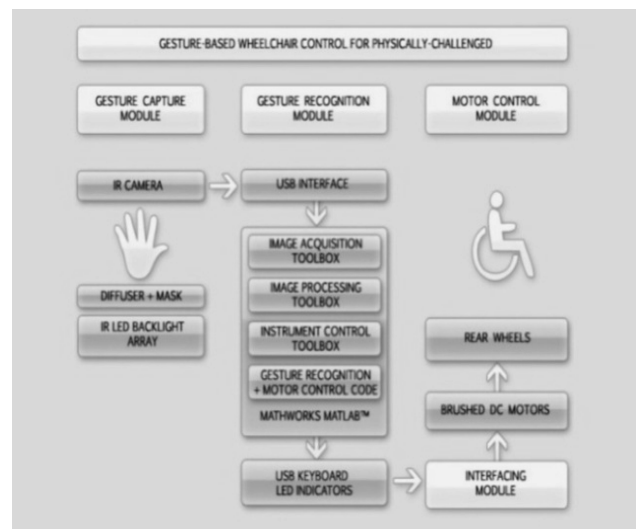 GESTURE-BASED WHEELCHAIR CONTROL FOR PHYSICALLY-CHALLENGED
GESTURE CAPTURE
MODULE
GESTURE RECOGNITION
MODULE
MOTOR CONTROL
MODULE
IR CAMERA
USB INTERFACE
IMAGE ACQUISITION
TOOLBOX
DIFFUSER + MASK
IMAGE PROCESSING
TOOLBOX
IR LED BACKLIGHT
ARRAY
INSTRUMENT CONTROL
TOOLBOX
REAR WHEELS
GESTURE RECOGNITION
+ MOTOR CONTROL CODE
MATHWORKS MATLAB™
BRUSHED DC MOTORS
USB KEYBOARD
LED INDICATORS
INTERFACING
MODULE